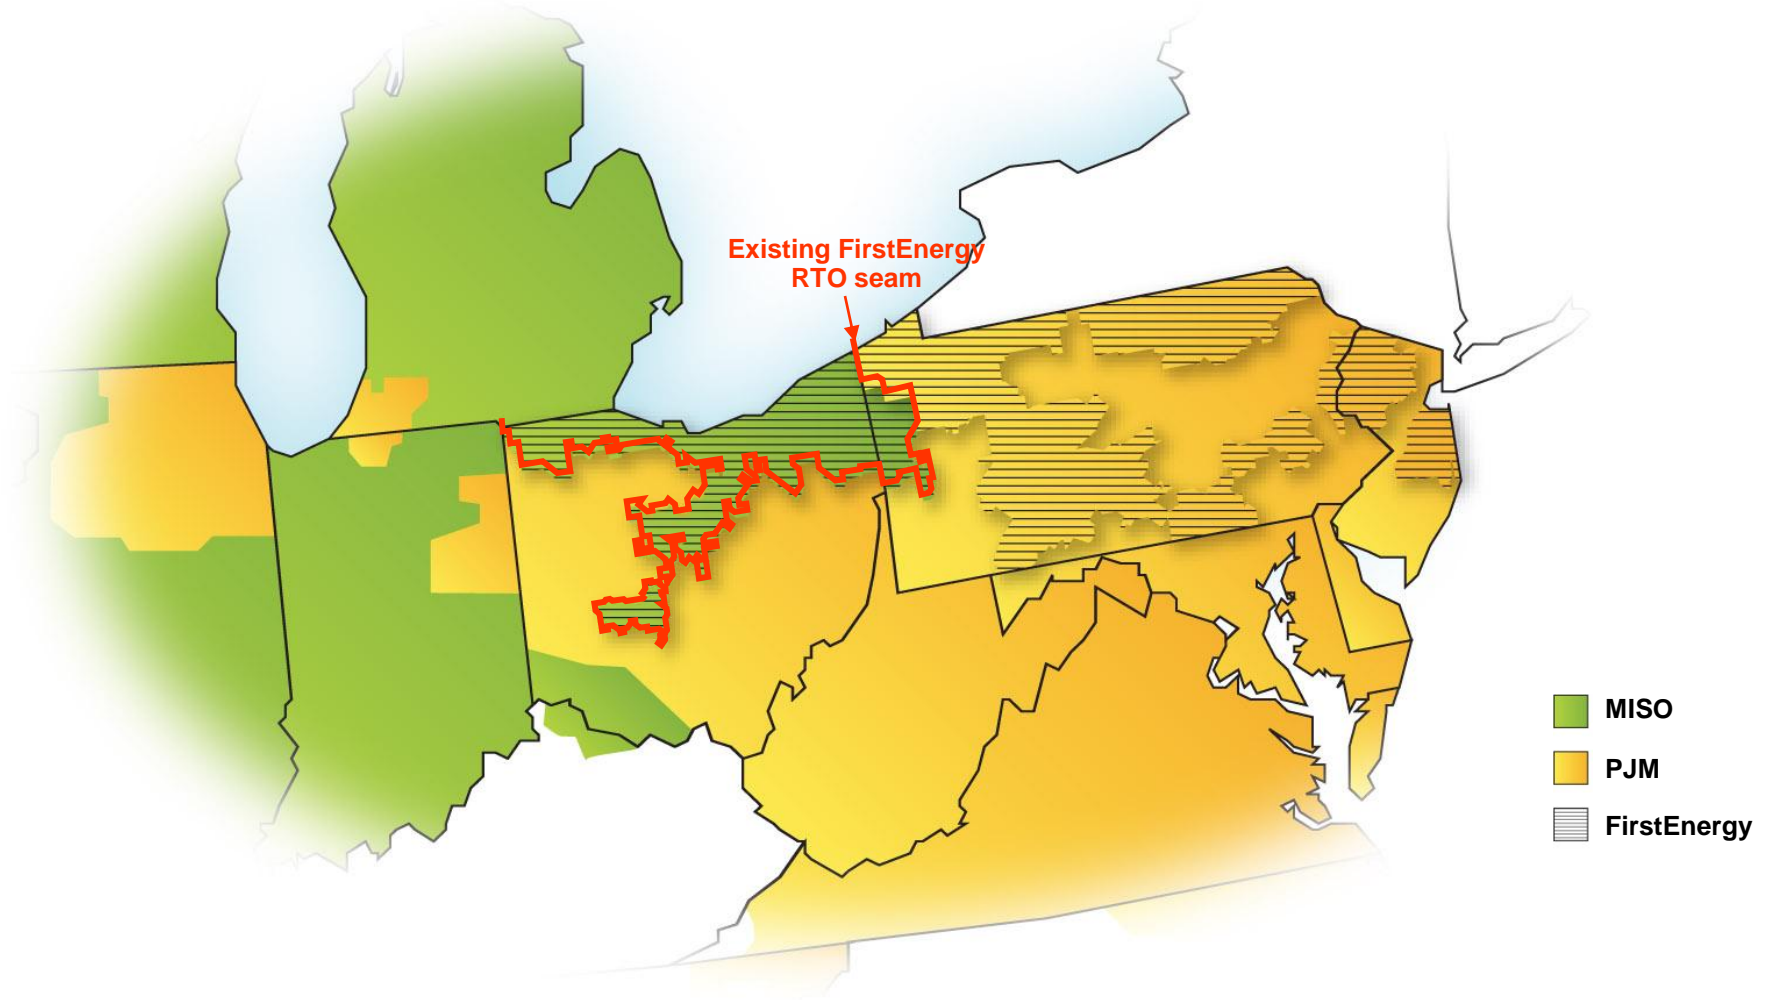 Existing FirstEnergy
RTO seam
MISO
PJM
FirstEnergy